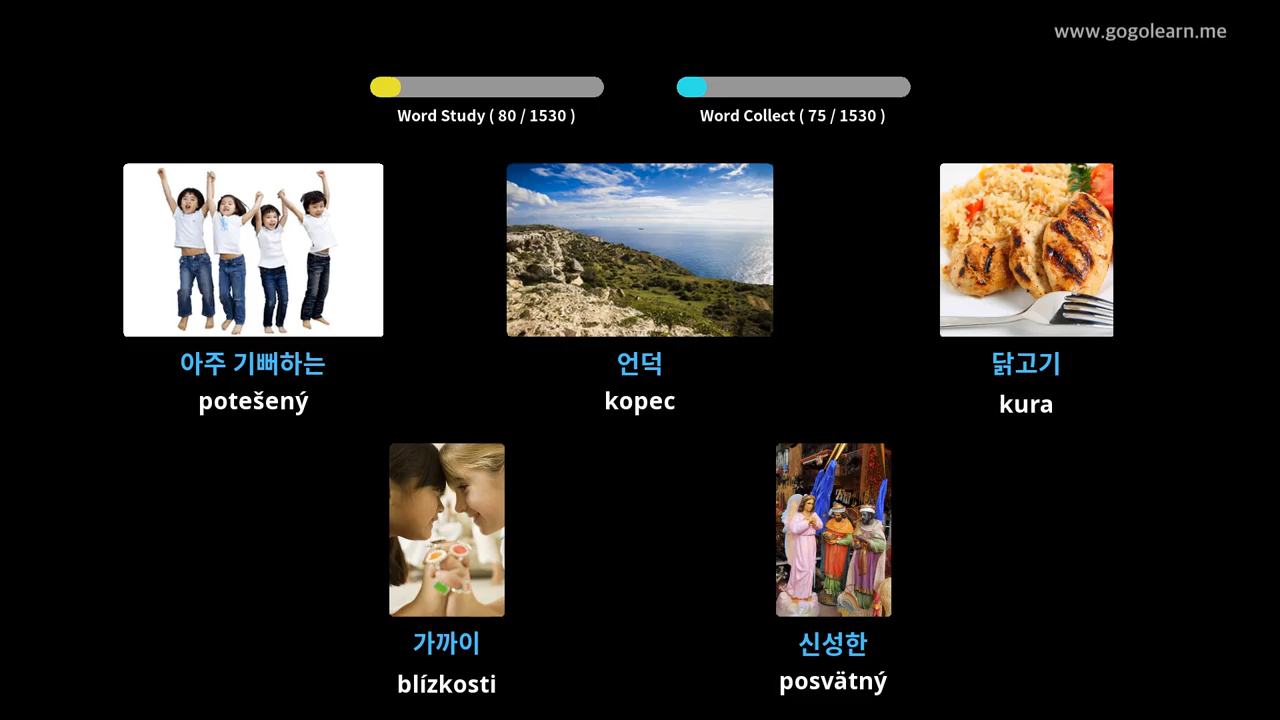 www.gogolearn.me
Word Study ( 80 / 1530 )
Word Collect ( 75 / 1530 )
아주 기뻐하는
언덕
닭고기
potešený
kopec
kura
가까이
신성한
blízkosti
posvätný